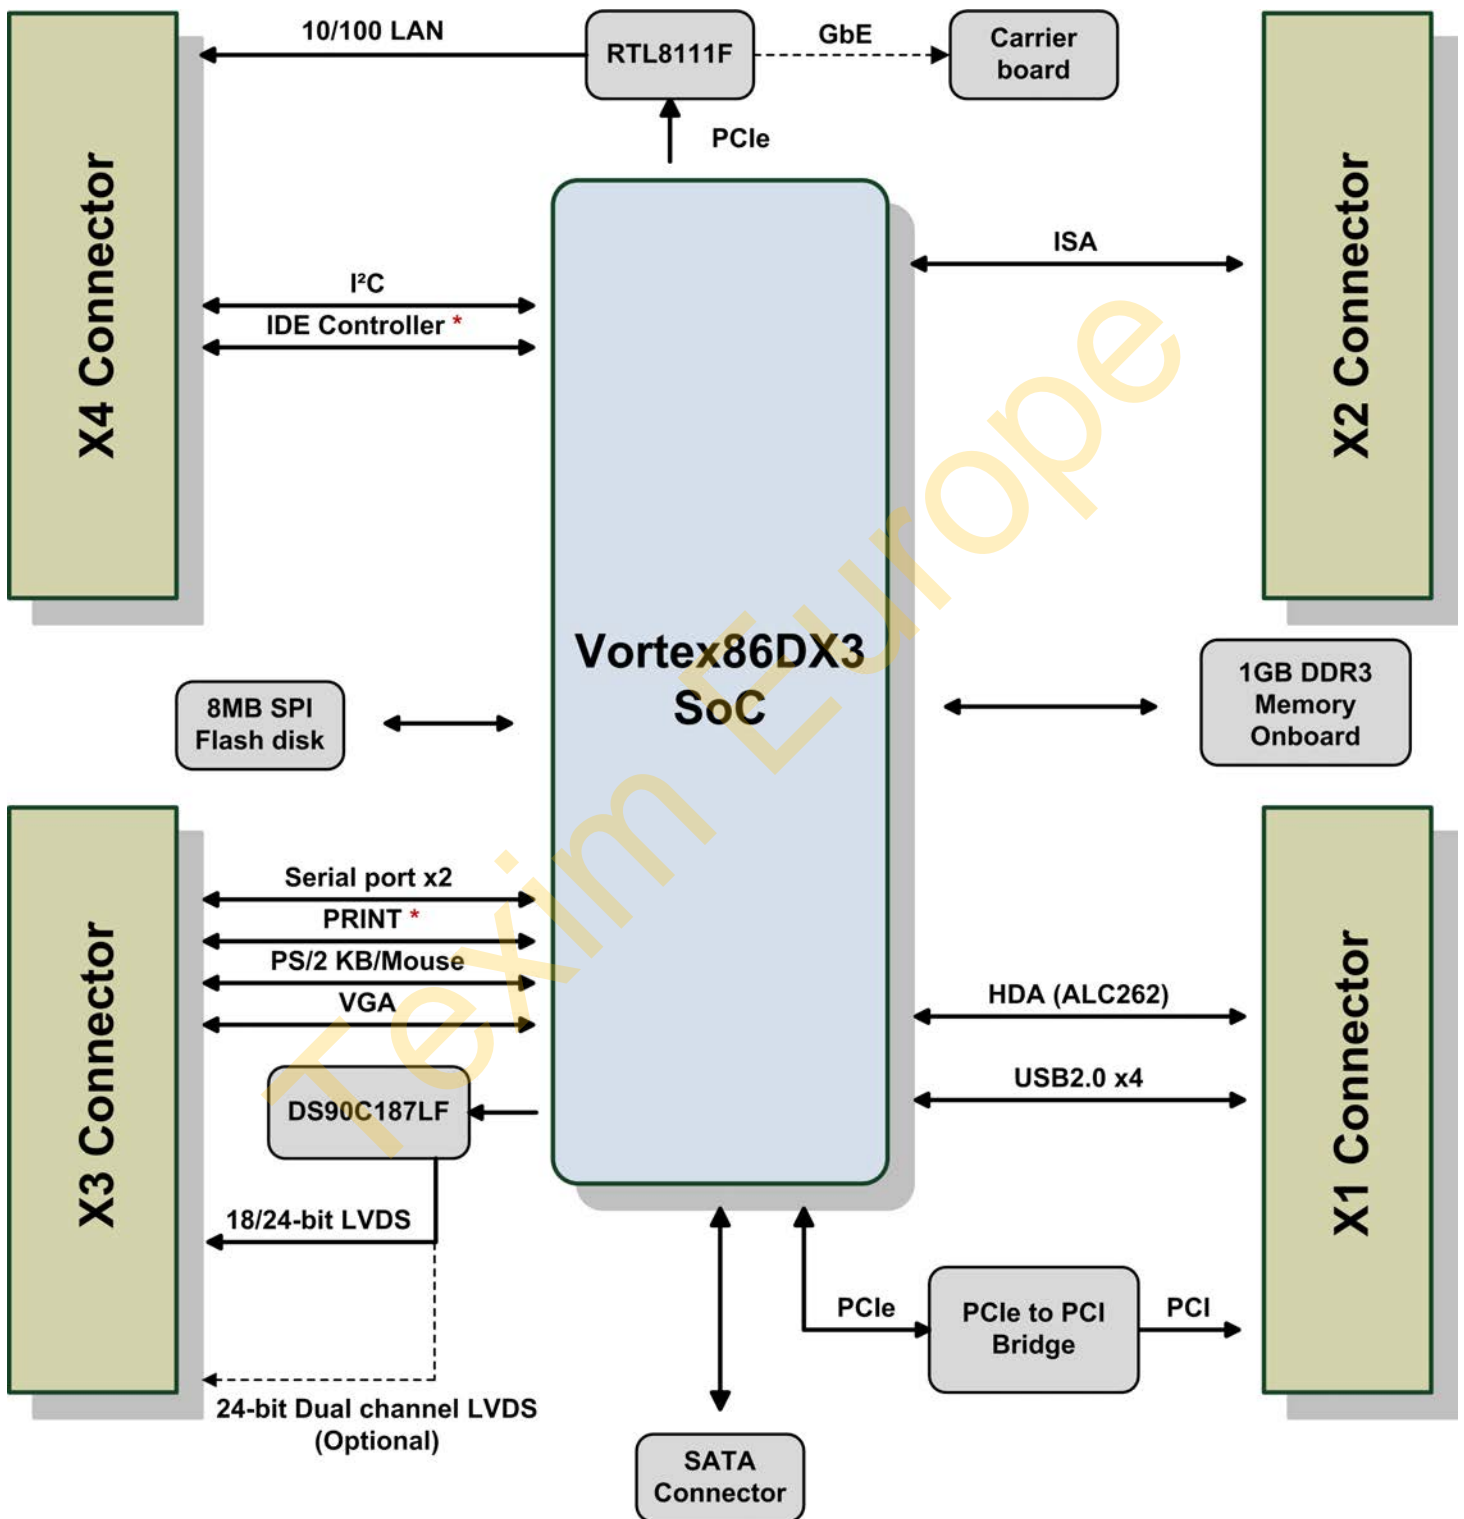 10/100 LAN
RTL8111F
GbE
Carrier
board
PCIe
X4 Connector
X2 Connector
ISA
I²C
IDE Controller *
Vortex86DX3
SoC
8MB SPI
Flash disk
1GB DDR3
Memory
Onboard
X3 Connector
X1 Connector
Serial port x2
PRINT *
PS/2 KB/Mouse
VGA
HDA (ALC262)
USB2.0 x4
DS90C187LF
18/24-bit LVDS
PCIe
PCIe to PCI
Bridge
PCI
24-bit Dual channel LVDS
(Optional)
SATA
Connector
Texim Europe